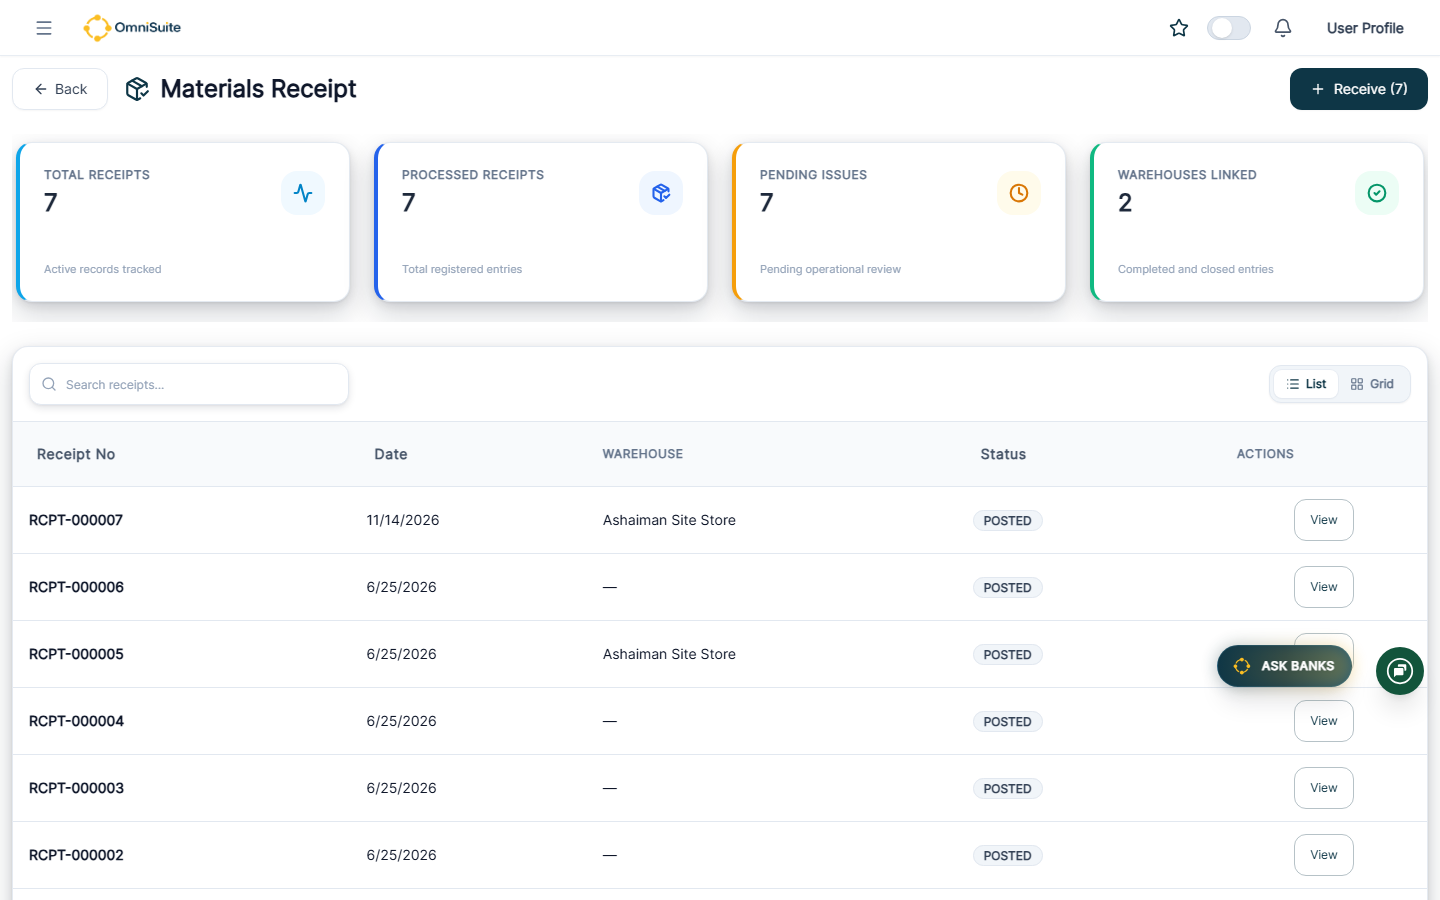 OmniSuite
User Profile
Back
Materials Receipt
+ Receive (7)
TOTAL RECEIPTS
7
Active records tracked
PROCESSED RECEIPTS
7
Total registered entries
PENDING ISSUES
7
Pending operational review
WAREHOUSES LINKED
2
Completed and closed entries
Search receipts...
List
Grid
Receipt No Date WAREHOUSE Status ACTIONS
RCPT-000007 11/14/2026 Ashaiman Site Store POSTED View
RCPT-000006 6/25/2026 — POSTED View
RCPT-000005 6/25/2026 Ashaiman Site Store POSTED
ASK BANKS
RCPT-000004 6/25/2026 — POSTED View
RCPT-000003 6/25/2026 — POSTED View
RCPT-000002 6/25/2026 — POSTED View